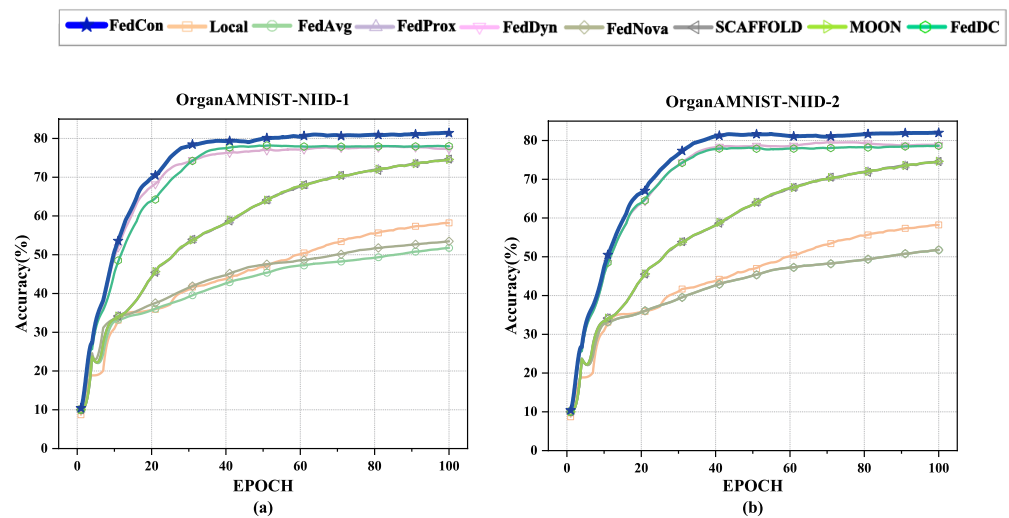 FedCon Local FedAvg FedProx FedDyn FedNova SCAFFOLD MOON FedDC
OrganAMNIST-NIID-1
80
70
60
50
40
30
20
10
0
Accuracy(%)
0 20 40 60 80 100
EPOCH
(a)
OrganAMNIST-NIID-2
80
70
60
50
40
30
20
10
0
Accuracy(%)
0 20 40 60 80 100
EPOCH
(b)